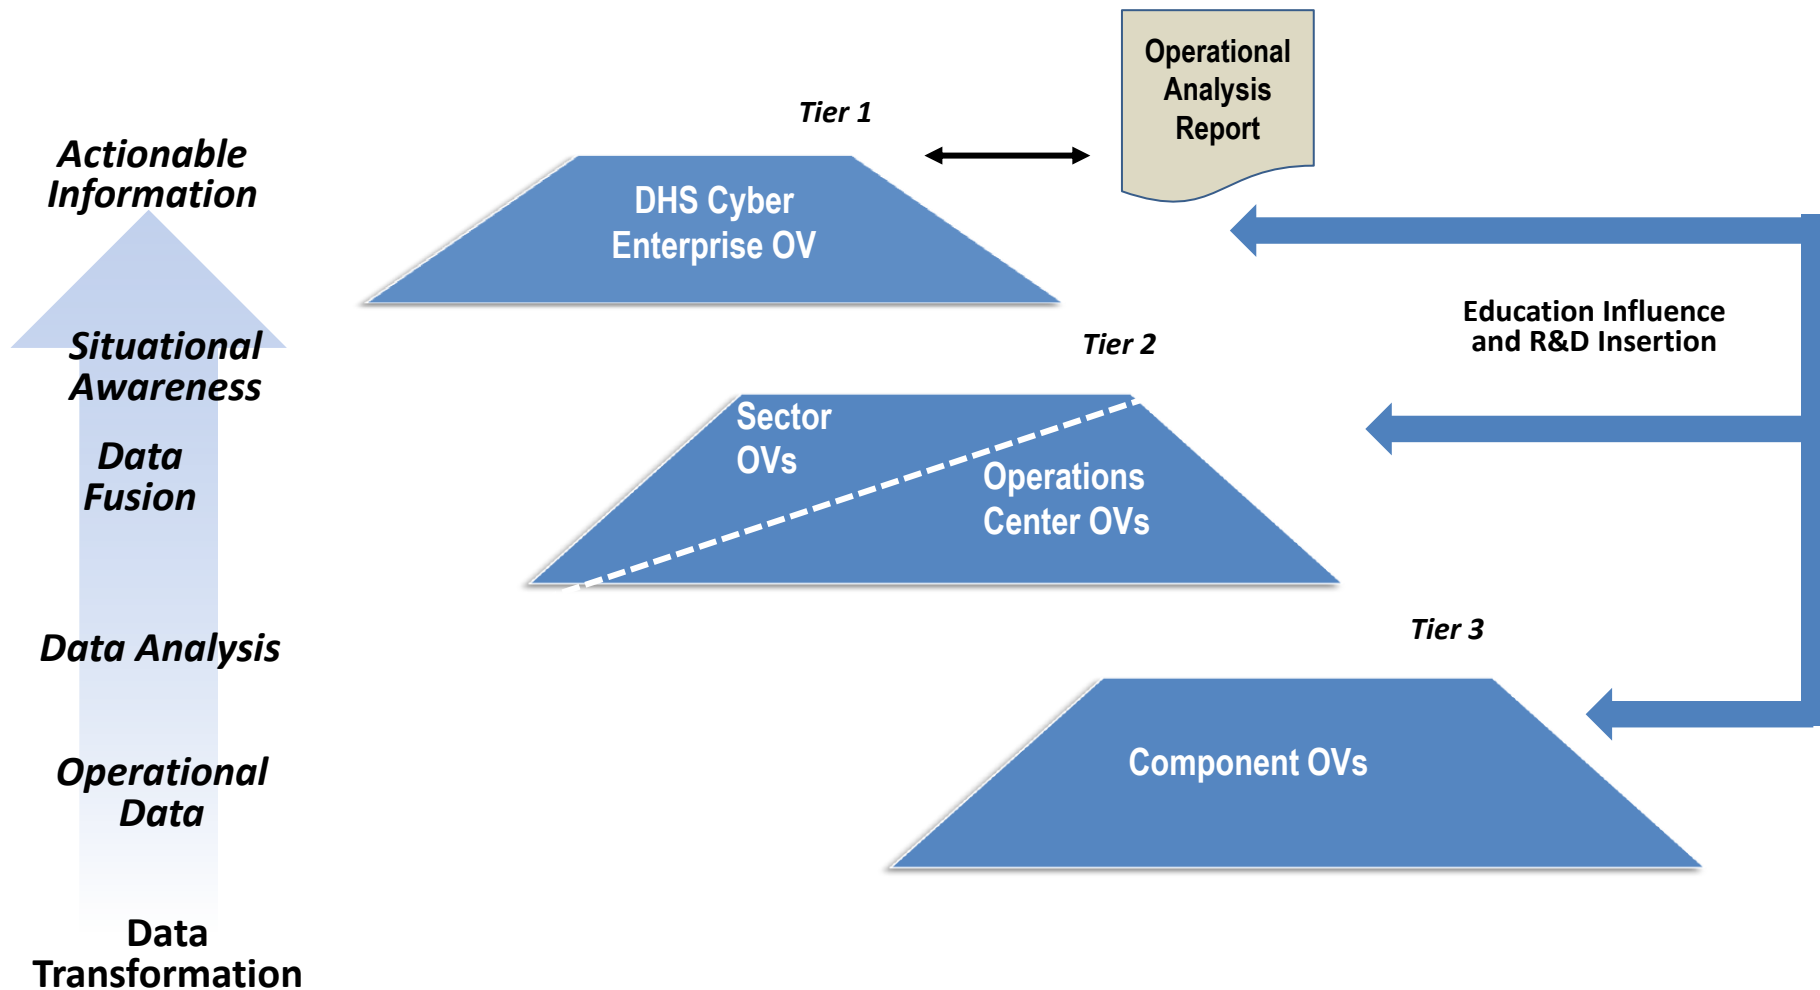 Operational
Analysis
Report
Tier 1
Actionable
Information
DHS Cyber
Enterprise OV
Education Influence
and R&D Insertion
Tier 2
Situational
Awareness
Sector
OVs
Data
Fusion
Operations
Center OVs
Tier 3
Data Analysis
Component OVs
Operational
Data
Data
Transformation